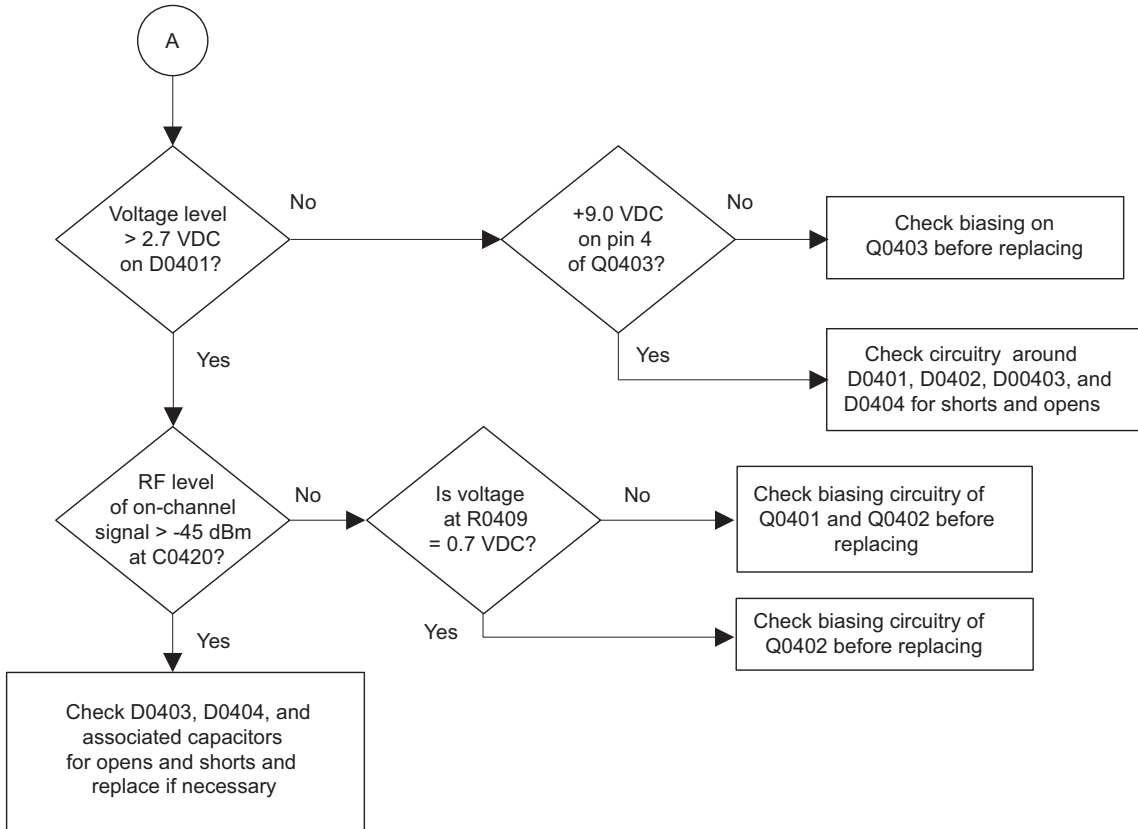 A
Voltage level
> 2.7 VDC
on D0401?
No
+9.0 VDC
on pin 4
of Q0403?
No
Check biasing on
Q0403 before replacing
Yes
Yes
Check circuitry around
D0401, D0402, D00403, and
D0404 for shorts and opens
RF level
of on-channel
signal > -45 dBm
at C0420?
No
Is voltage
at R0409
= 0.7 VDC?
No
Check biasing circuitry of
Q0401 and Q0402 before
replacing
Yes
Yes
Check biasing circuitry of
Q0402 before replacing
Check D0403, D0404, and
associated capacitors
for opens and shorts and
replace if necessary